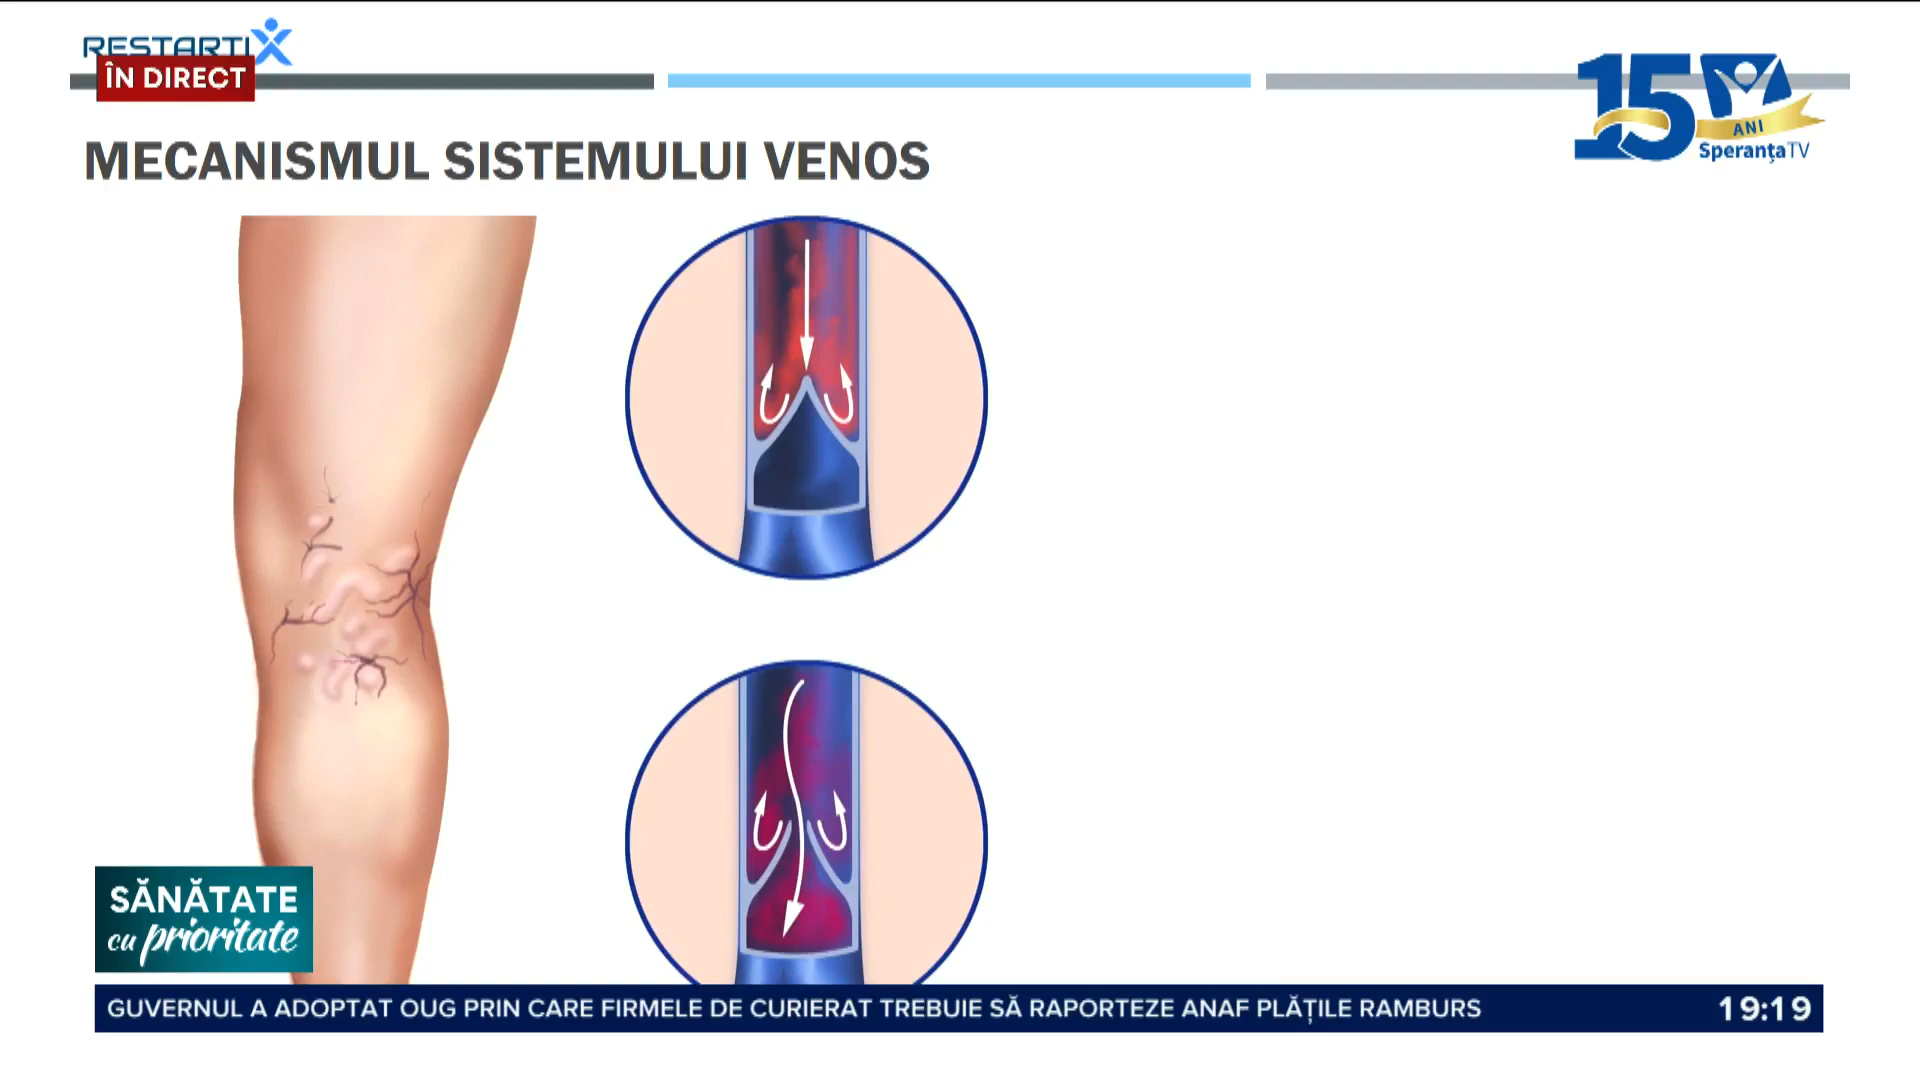 RESTARTIX
ÎN DIRECT
15 ANI
SperanțaTV
MECANISMUL SISTEMULUI VENOS
SĂNĂTATE
cu prioritate
GUVERNUL A ADOPTAT OUG PRIN CARE FIRMELE DE CURIERAT TREBUIE SĂ RAPORTEZE ANAF PLĂȚILE RAMBURS 19:19